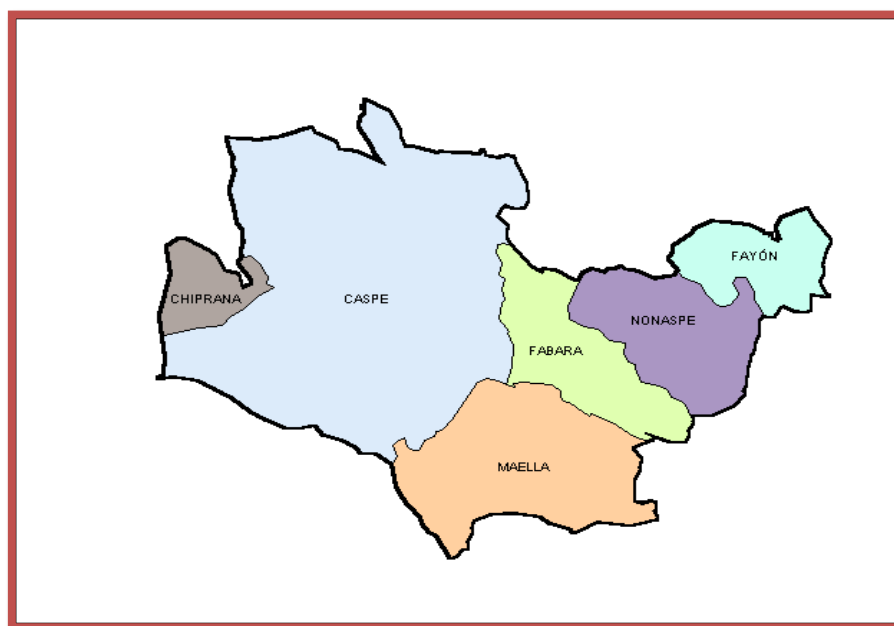 FAYÓN
CHIPRANA
CASPE
NONASPE
FABARA
MAELLA